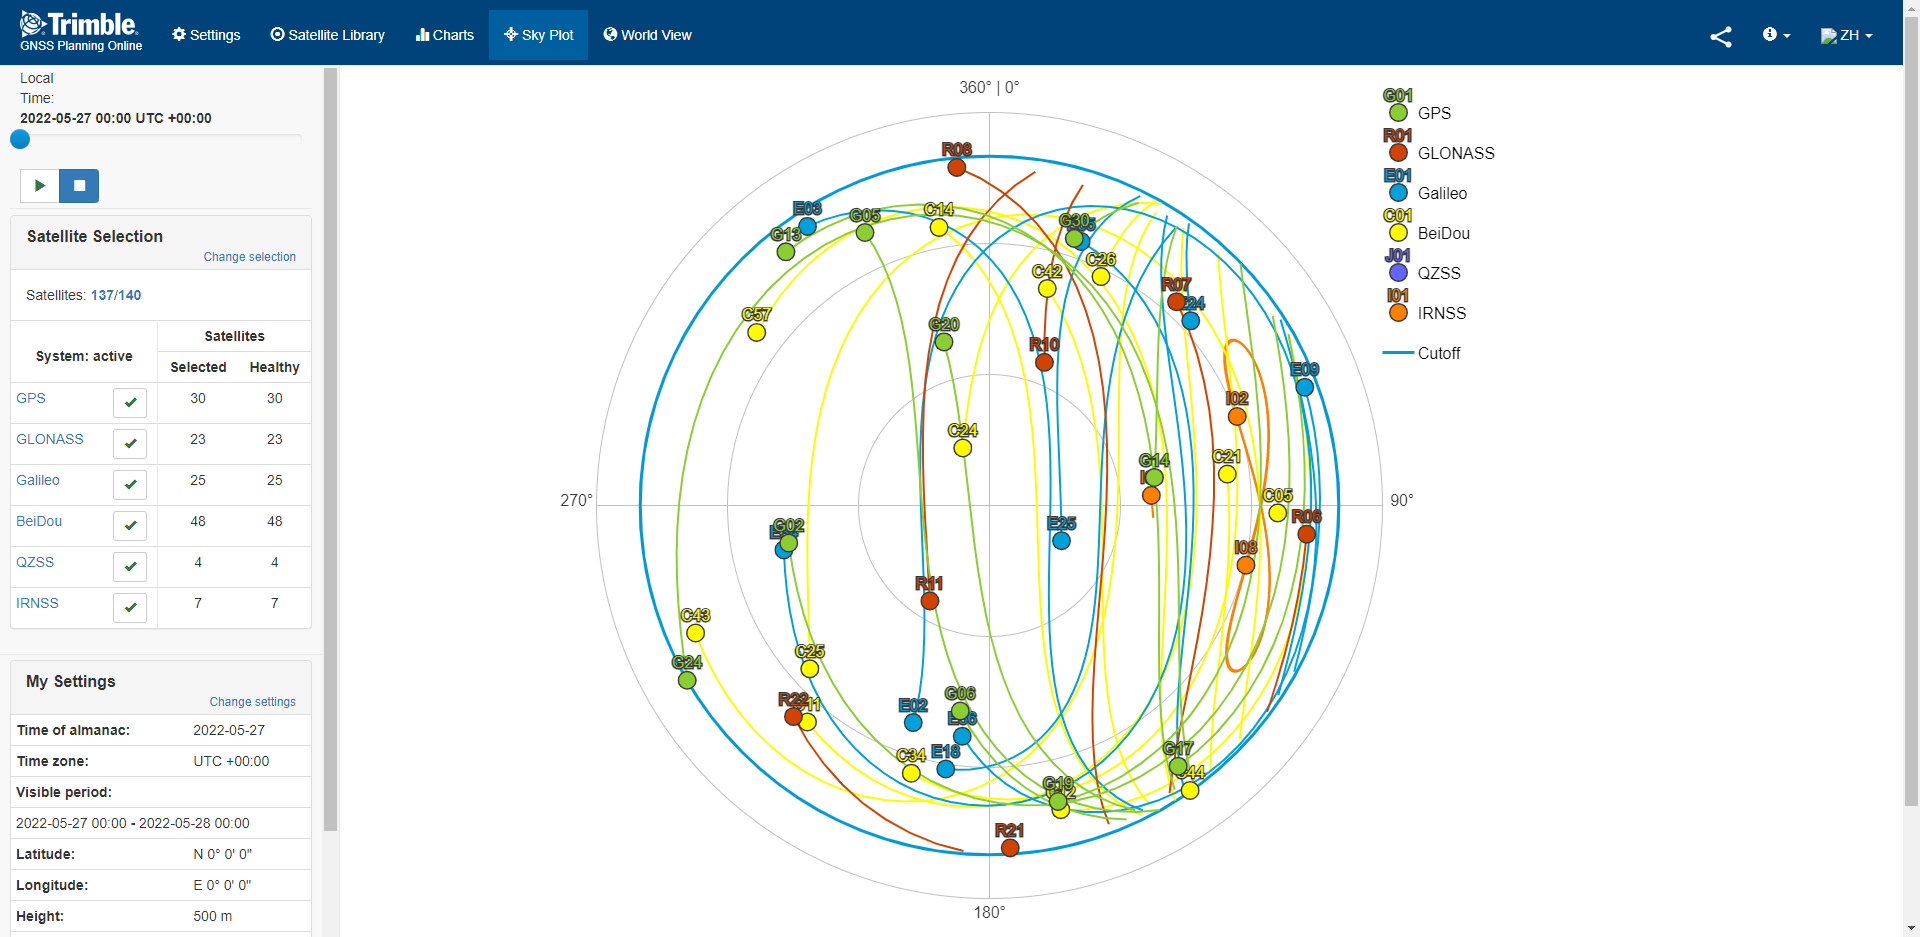 Trimble.
GNSS Planning Online
Settings
Satellite Library
Charts
Sky Plot
World View
ZH
Local
Time:
2022-05-27 00:00 UTC +00:00
Satellite Selection
Change selection
Satellites: 137/140
System: active
Satellites
Selected
Healthy
GPS 30 30
GLONASS 23 23
Galileo 25 25
BeiDou 48 48
QZSS 4 4
IRNSS 7 7
My Settings
Change settings
Time of almanac: 2022-05-27
Time zone: UTC +00:00
Visible period:
2022-05-27 00:00 - 2022-05-28 00:00
Latitude: N 0° 0' 0"
Longitude: E 0° 0' 0"
Height: 500 m
360° | 0°
R08
E03
G05
C14
G13
G30
C26
C42
R07
C57
G20
R10
E09
I02
C24
G14
C21
C05
R06
270°
90°
G02
E25
I08
R11
C43
C25
G24
R22
E02
G06
E18
C34
G17
G19
R21
180°
G01
GPS
R01
GLONASS
E01
Galileo
C01
BeiDou
J01
QZSS
I01
IRNSS
Cutoff